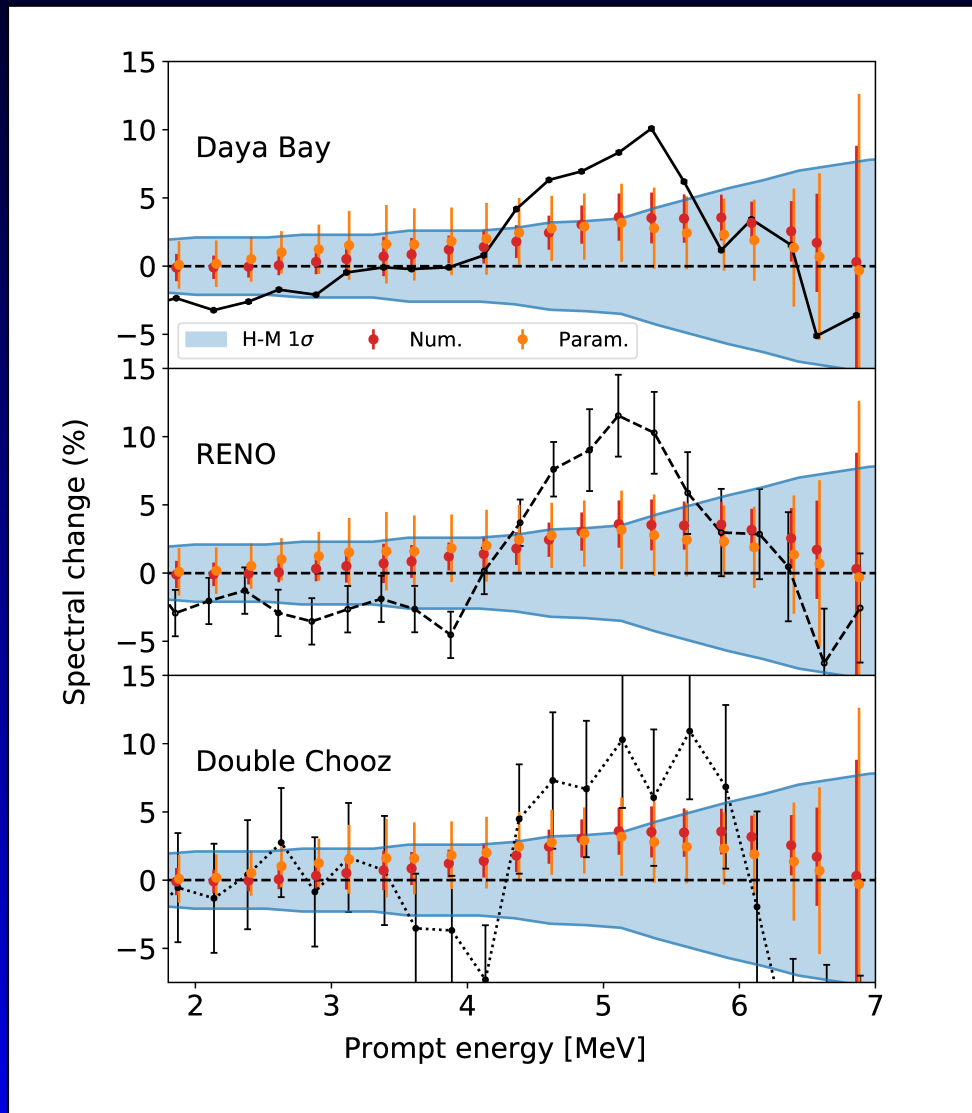 15
10
Daya Bay
5
0
−5
H-M 1σ Num. Param.
15
10
RENO
5
0
−5
Spectral change (%)
15
10
Double Chooz
5
0
−5
2 3 4 5 6 7
Prompt energy [MeV]